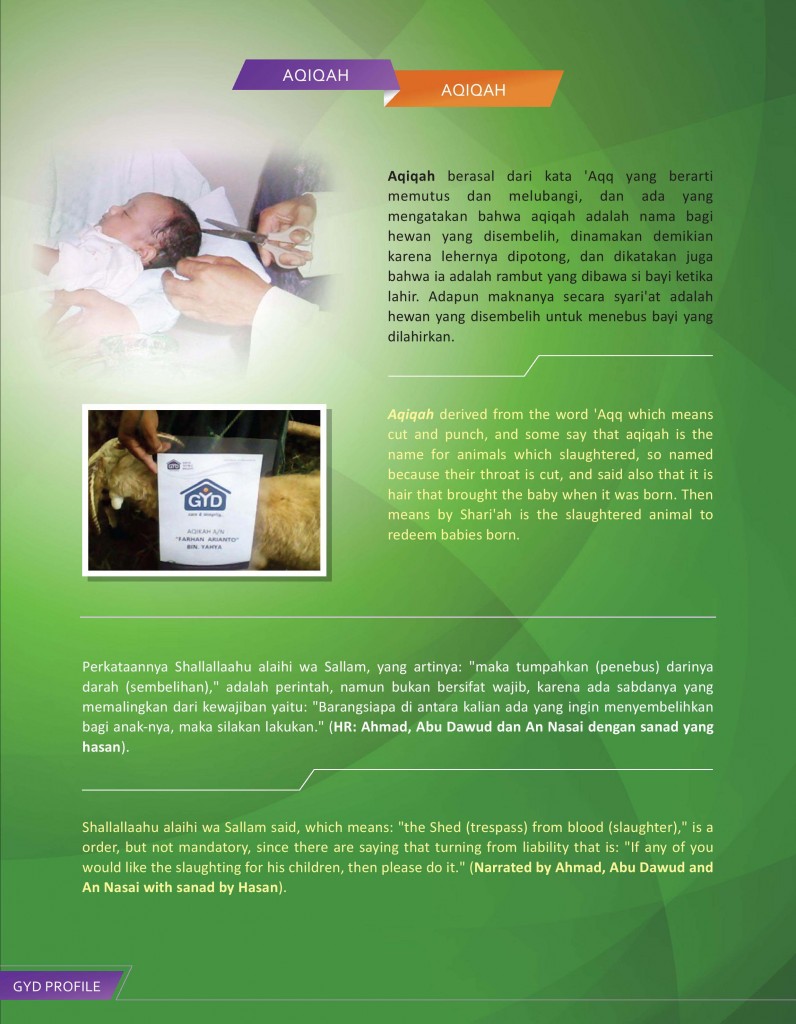 AQIQAH
AQIQAH
Aqiqah berasal dari kata 'Aqq yang berarti
memutus dan melubangi, dan ada yang
mengatakan bahwa aqiqah adalah nama bagi
hewan yang disembelih, dinamakan demikian
karena lehernya dipotong, dan dikatakan juga
bahwa ia adalah rambut yang dibawa si bayi ketika
lahir. Adapun maknanya secara syari'at adalah
hewan yang disembelih untuk menebus bayi yang
dilahirkan.
GYD
GYD
AQIKAH A/N
"FARHAN ARIANTO"
BIN. YAHYA
Aqiqah derived from the word 'Aqq which means
cut and punch, and some say that aqiqah is the
name for animals which slaughtered, so named
because their throat is cut, and said also that it is
hair that brought the baby when it was born. Then
means by Shari'ah is the slaughtered animal to
redeem babies born.
Perkataannya Shallallaahu alaihi wa Sallam, yang artinya: "maka tumpahkan (penebus) darinya
darah (sembelihan)," adalah perintah, namun bukan bersifat wajib, karena ada sabdanya yang
memalingkan dari kewajiban yaitu: "Barangsiapa di antara kalian ada yang ingin menyembelihkan
bagi anak-nya, maka silakan lakukan." (HR: Ahmad, Abu Dawud dan An Nasai dengan sanad yang
hasan).
Shallallaahu alaihi wa Sallam said, which means: "the Shed (trespass) from blood (slaughter)," is a
order, but not mandatory, since there are saying that turning from liability that is: "If any of you
would like the slaughting for his children, then please do it." (Narrated by Ahmad, Abu Dawud and
An Nasai with sanad by Hasan).
GYD PROFILE